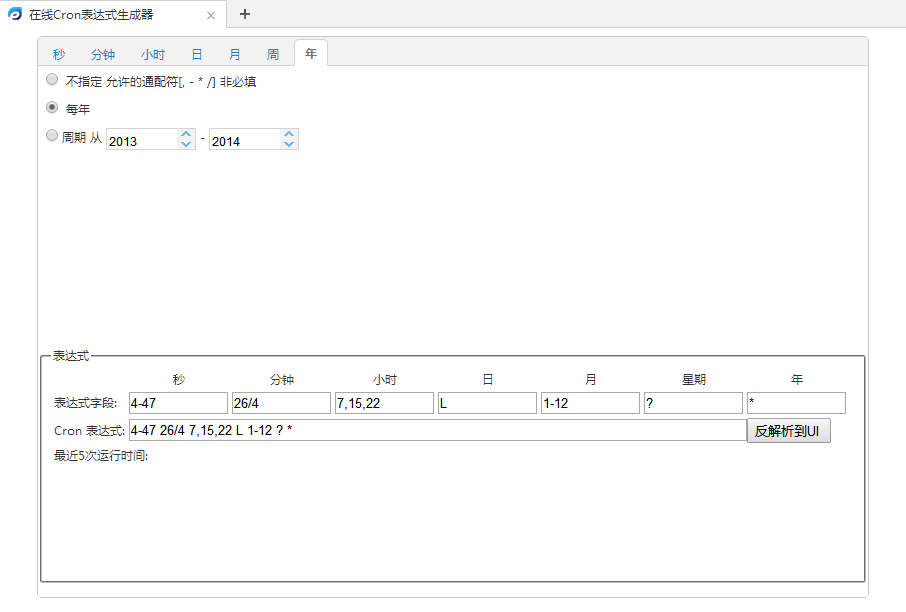 在线Cron表达式生成器
秒 分钟 小时 日 月 周 年
不指定 允许的通配符[, - * /] 非必填
每年
周期 从 2013 - 2014
表达式
秒 分钟 小时 日 月 星期 年
表达式字段: 4-47 26/4 7,15,22 L 1-12 ? *
Cron 表达式: 4-47 26/4 7,15,22 L 1-12 ? * 反解析到UI
最近5次运行时间: